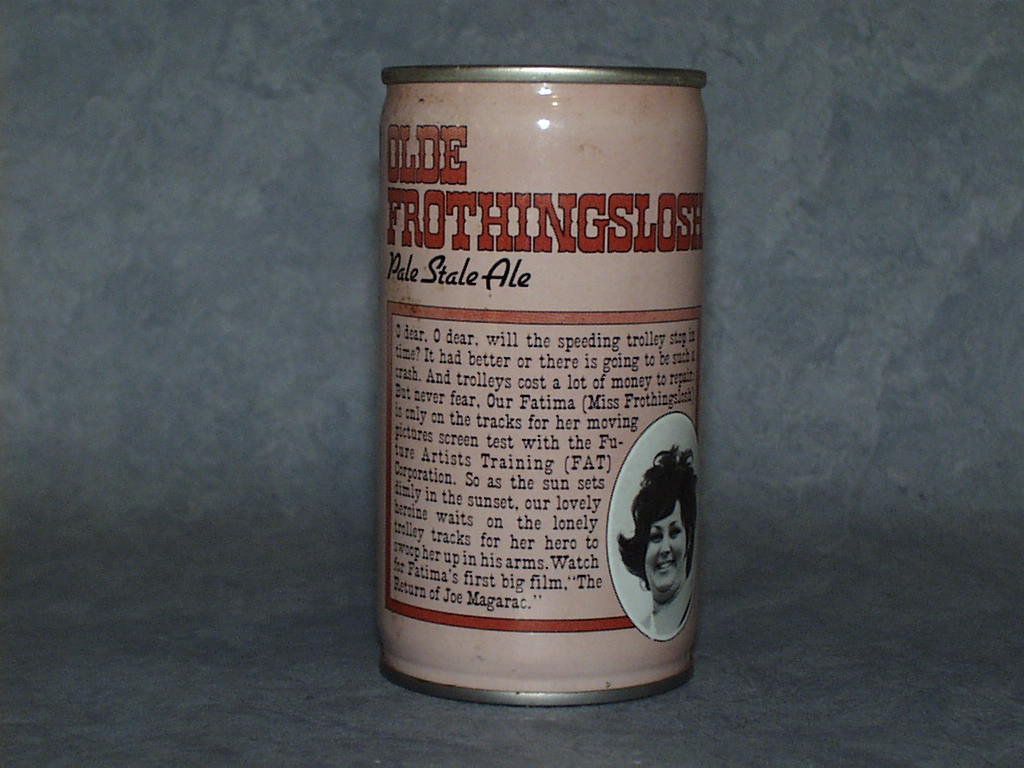 OLDE
FROTHINGSLOSH
Pale Stale Ale
O dear, O dear, will the speeding trolley stop in
time? It had better or there is going to be such a
crash. And trolleys cost a lot of money to repair.
But never fear, Our Fatima (Miss Frothingslosh)
is only on the tracks for her moving
pictures screen test with the Fu-
ture Artists Training (FAT)
Corporation. So as the sun sets
dimly in the sunset, our lovely
heroine waits on the lonely
trolley tracks for her hero to
swoop her up in his arms. Watch
for Fatima's first big film, "The
Return of Joe Magarac."